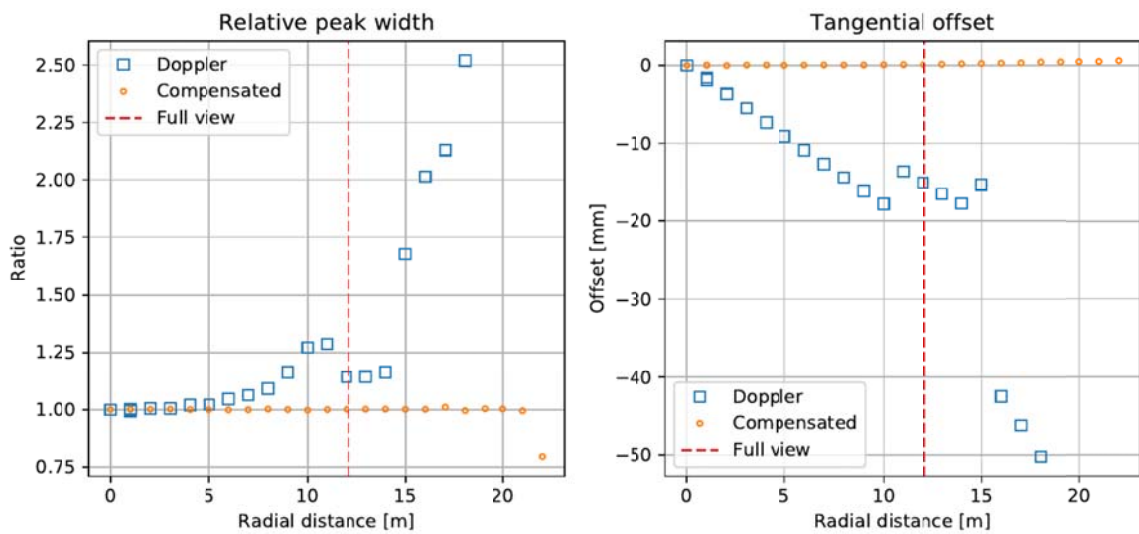 Relative peak width
2.50
2.25
2.00
1.75
1.50
1.25
1.00
0.75
Ratio
Doppler
Compensated
Full view
0 5 10 15 20
Radial distance [m]
Tangential offset
0
−10
−20
−30
−40
−50
Offset [mm]
Doppler
Compensated
Full view
0 5 10 15 20
Radial distance [m]